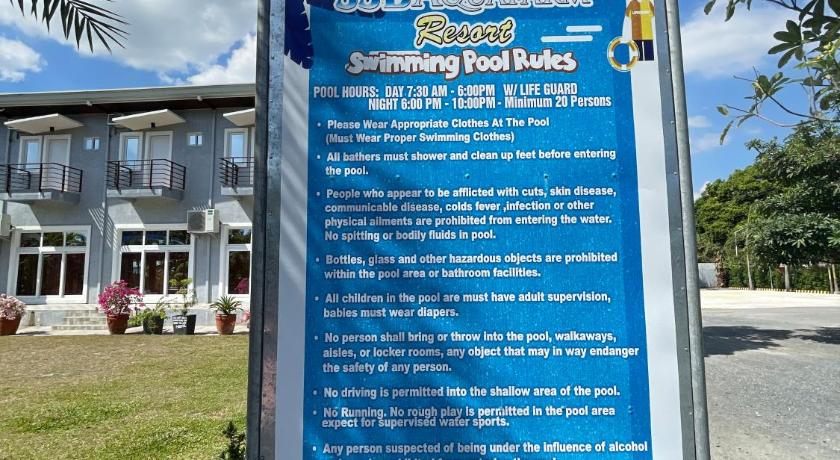 Resort
Swimming Pool Rules
POOL HOURS: DAY 7:30 AM - 6:00PM W/ LIFE GUARD
NIGHT 6:00 PM - 10:00PM - Minimum 20 Persons
• Please Wear Appropriate Clothes At The Pool
(Must Wear Proper Swimming Clothes)
• All bathers must shower and clean up feet before entering
the pool.
• People who appear to be afflicted with cuts, skin disease,
communicable disease, colds fever ,infection or other
physical ailments are prohibited from entering the water.
No spitting or bodily fluids in pool.
• Bottles, glass and other hazardous objects are prohibited
within the pool area or bathroom facilities.
• All children in the pool are must have adult supervision,
babies must wear diapers.
• No person shall bring or throw into the pool, walkaways,
aisles, or locker rooms, any object that may in way endanger
the safety of any person.
• No driving is permitted into the shallow area of the pool.
• No Running. No rough play is permitted in the pool area
expect for supervised water sports.
• Any person suspected of being under the influence of alcohol